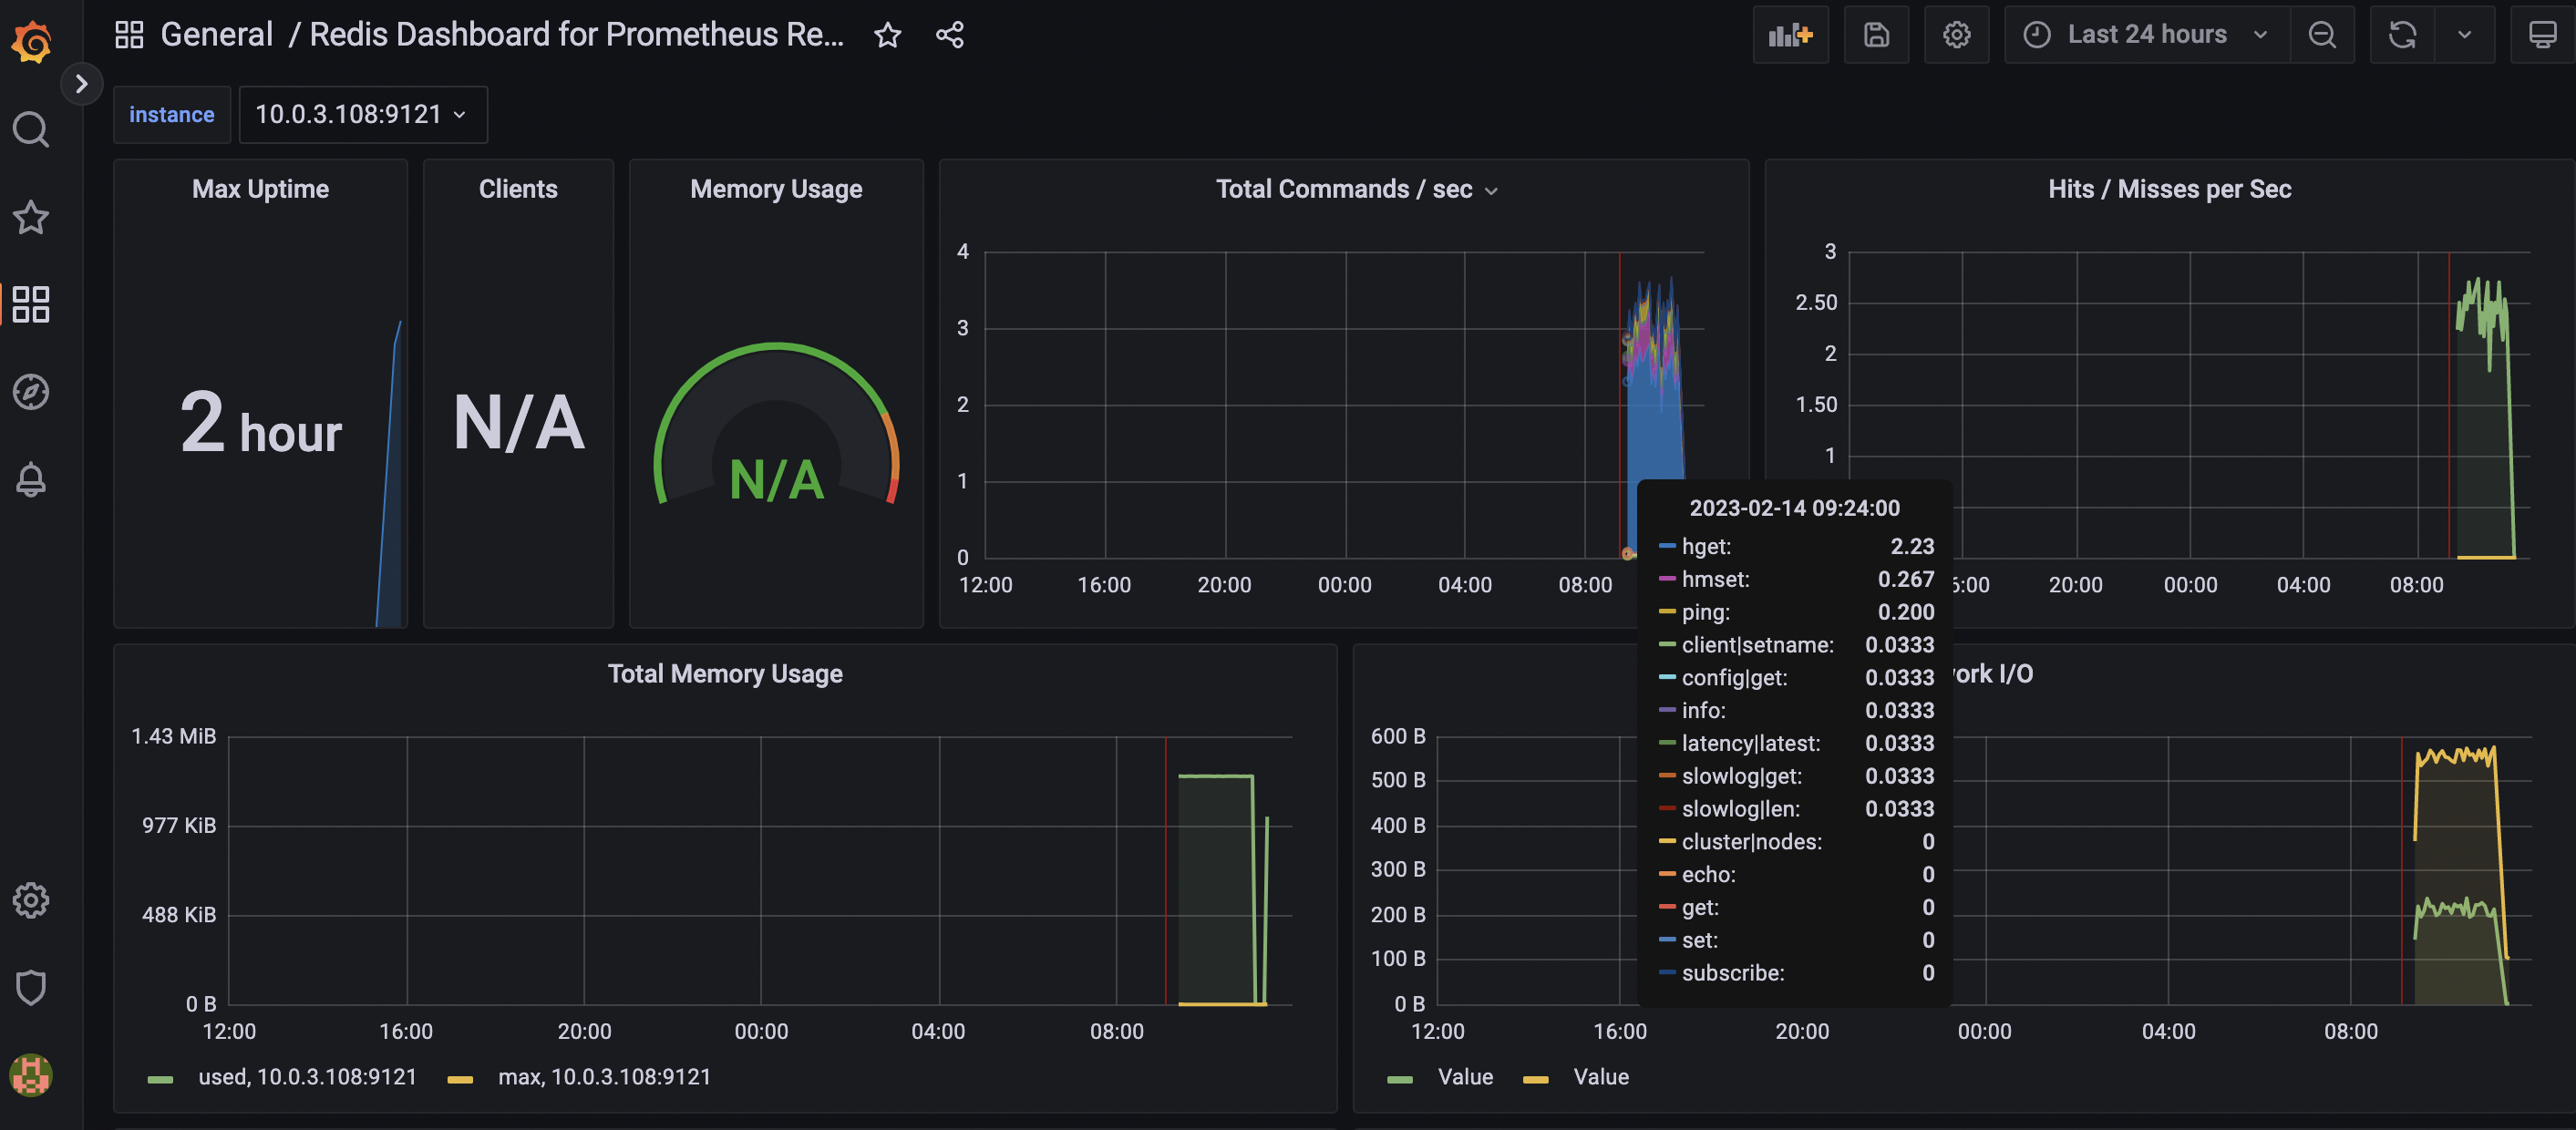 General / Redis Dashboard for Prometheus Re...
Last 24 hours
instance
10.0.3.108:9121
Max Uptime
2 hour
Clients
N/A
Memory Usage
N/A
Total Commands / sec
4
3
2
1
0
12:00 16:00 20:00 00:00 04:00 08:00
Hits / Misses per Sec
3
2.50
2
1.50
1
20:00 00:00 04:00 08:00
2023-02-14 09:24:00
hget: 2.23
hmset: 0.267
ping: 0.200
client|setname: 0.0333
config|get: 0.0333
info: 0.0333
latency|latest: 0.0333
slowlog|get: 0.0333
slowlog|len: 0.0333
cluster|nodes: 0
echo: 0
get: 0
set: 0
subscribe: 0
Total Memory Usage
1.43 MiB
977 KiB
488 KiB
0 B
12:00 16:00 20:00 00:00 04:00 08:00
used, 10.0.3.108:9121 max, 10.0.3.108:9121
ork I/O
600 B
500 B
400 B
300 B
200 B
100 B
0 B
12:00 16:00 20:00 00:00 04:00 08:00
Value Value